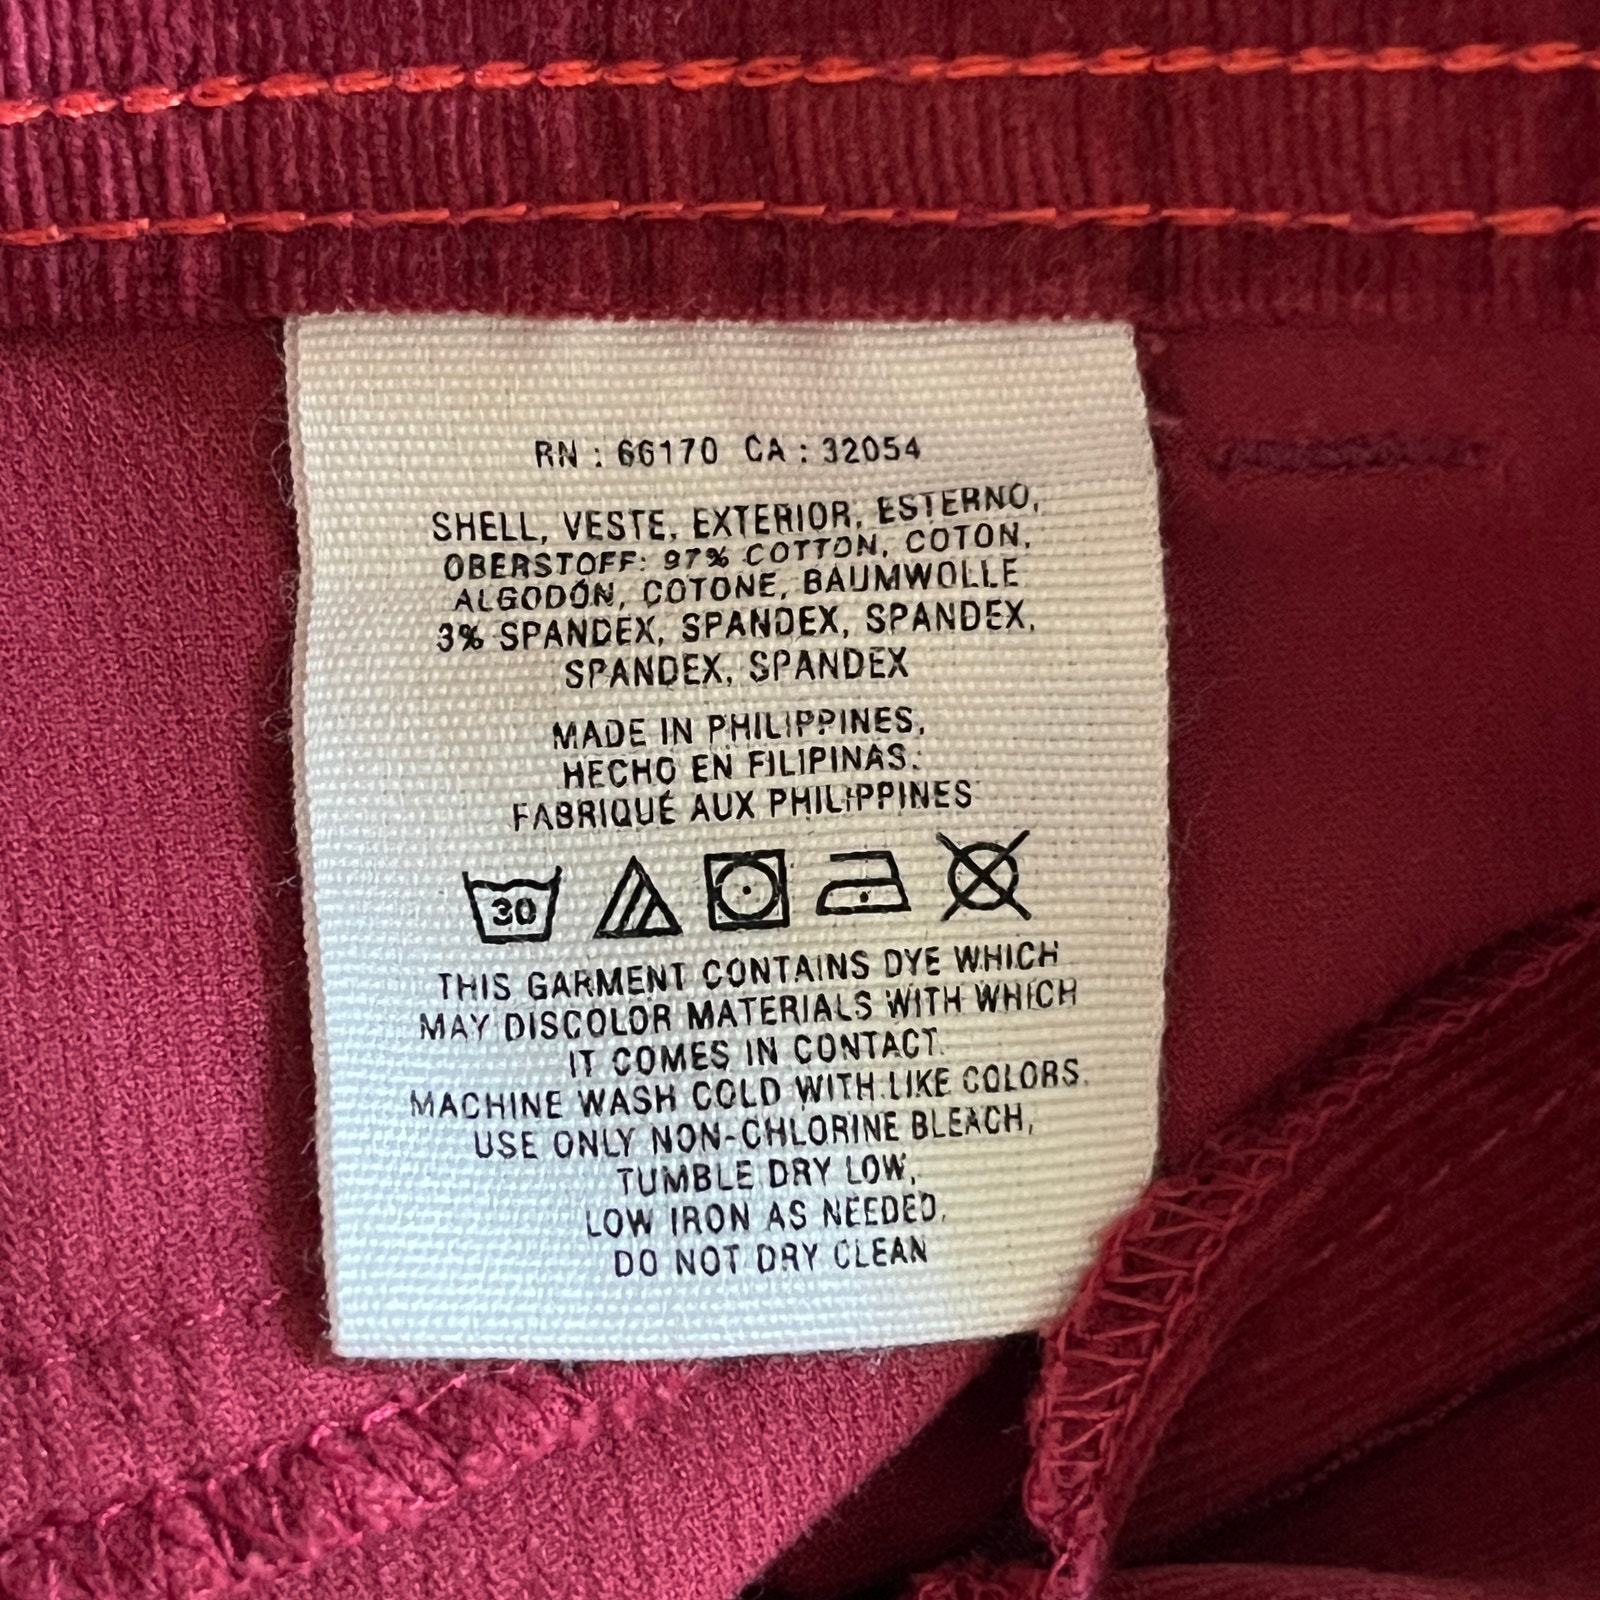 RN : 66170 CA : 32054
SHELL, VESTE, EXTERIOR, ESTERNO,
OBERSTOFF: 97% COTTON, COTON,
ALGODÓN, COTONE, BAUMWOLLE
3% SPANDEX, SPANDEX, SPANDEX,
SPANDEX, SPANDEX
MADE IN PHILIPPINES,
HECHO EN FILIPINAS.
FABRIQUÉ AUX PHILIPPINES
30
THIS GARMENT CONTAINS DYE WHICH
MAY DISCOLOR MATERIALS WITH WHICH
IT COMES IN CONTACT.
MACHINE WASH COLD WITH LIKE COLORS.
USE ONLY NON-CHLORINE BLEACH,
TUMBLE DRY LOW,
LOW IRON AS NEEDED,
DO NOT DRY CLEAN